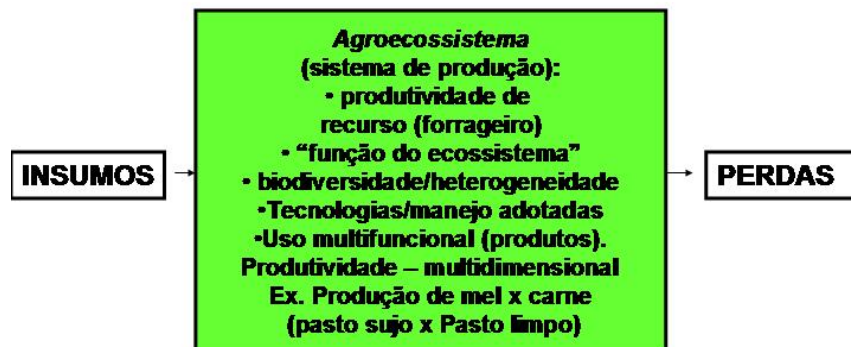 Agroecossistema
(sistema de produção):
• produtividade de
recurso (forrageiro)
• “função do ecossistema”
• biodiversidade/heterogeneidade
•Tecnologias/manejo adotadas
•Uso multifuncional (produtos).
Produtividade – multidimensional
Ex. Produção de mel x carne
(pasto sujo x Pasto limpo)
INSUMOS
PERDAS